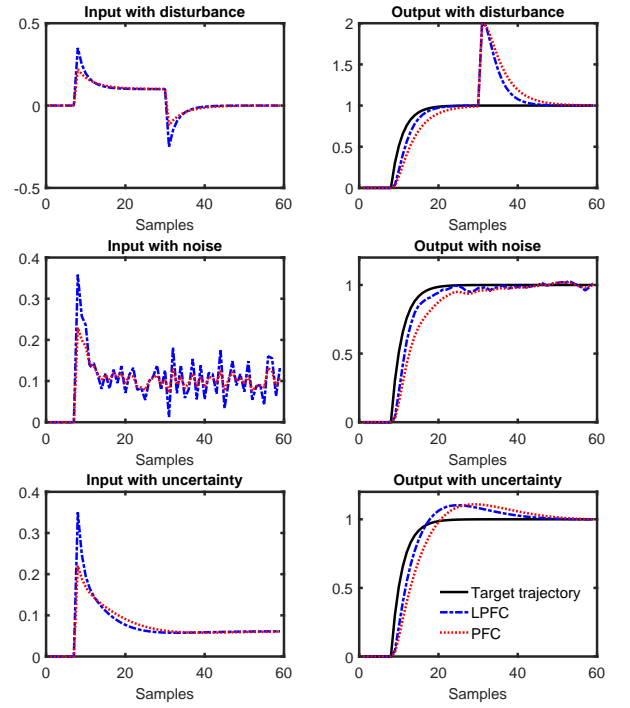 Input with disturbance
0.5
0
-0.5
0 20 40 60
Samples
Output with disturbance
2
1.5
1
0.5
0
0 20 40 60
Samples
Input with noise
0.4
0.3
0.2
0.1
0
0 20 40 60
Samples
Output with noise
1
0.5
0
0 20 40 60
Samples
Input with uncertainty
0.4
0.3
0.2
0.1
0
0 20 40 60
Samples
Output with uncertainty
1
0.5
0
Target trajectory
LPFC
PFC
0 20 40 60
Samples